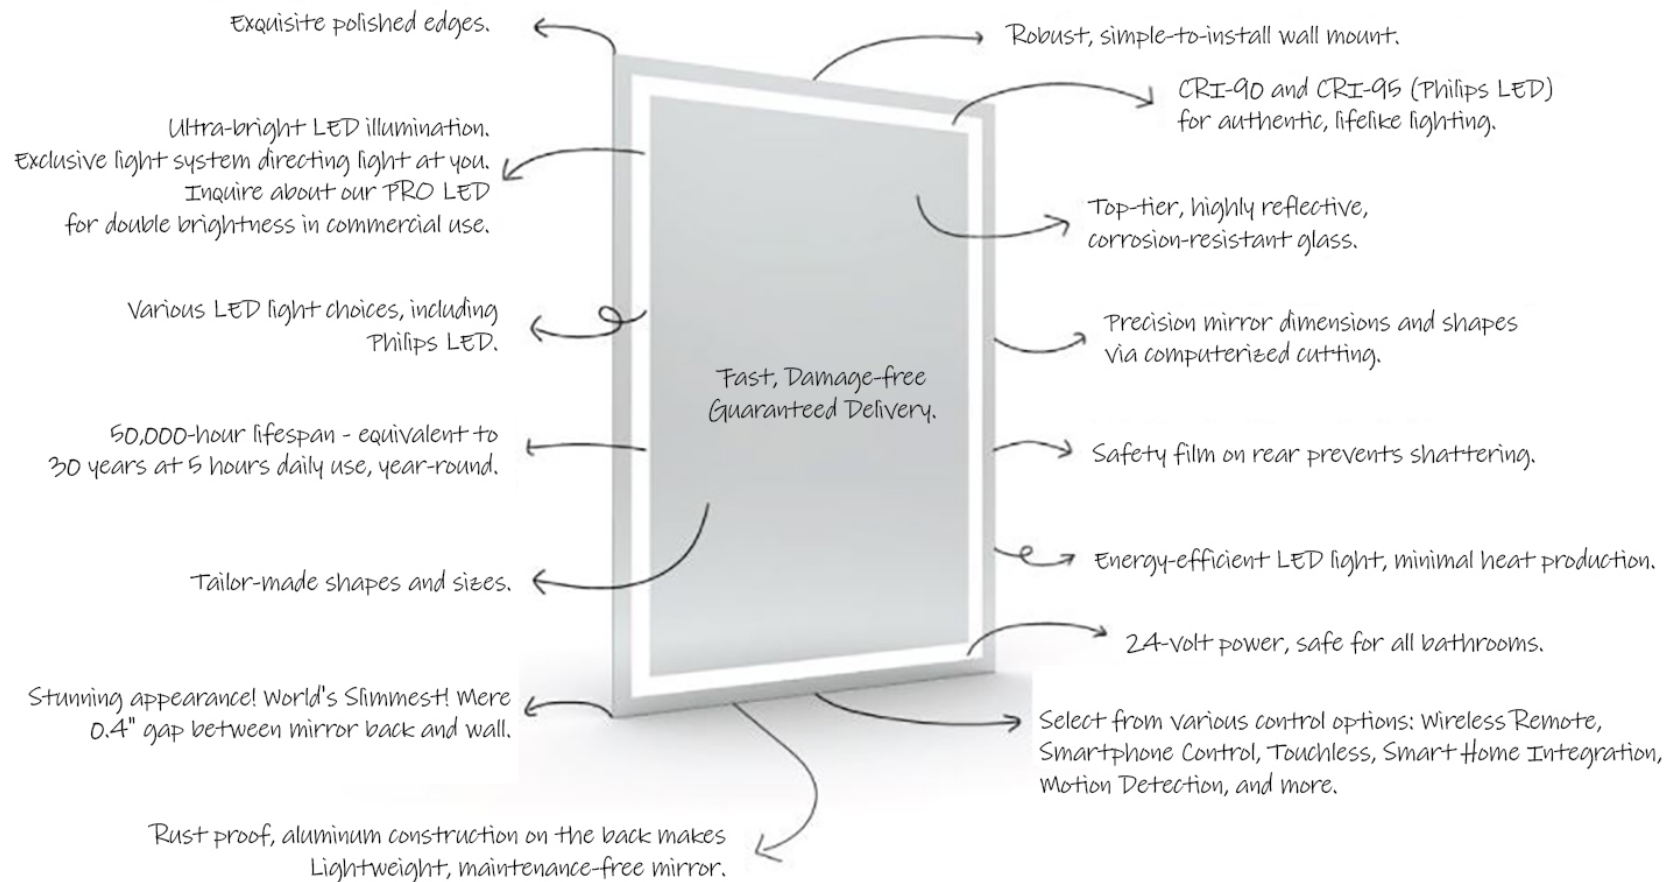 Exquisite polished edges.
Robust, simple-to-install wall mount.
CRI-90 and CRI-95 (Philips LED)
for authentic, lifelike lighting.
Ultra-bright LED illumination.
Exclusive light system directing light at you.
Inquire about our PRO LED
for double brightness in commercial use.
Top-tier, highly reflective,
corrosion-resistant glass.
Various LED light choices, including
Philips LED.
Precision mirror dimensions and shapes
via computerized cutting.
Fast, Damage-free
Guaranteed Delivery.
50,000-hour lifespan - equivalent to
30 years at 5 hours daily use, year-round.
Safety film on rear prevents shattering.
Energy-efficient LED light, minimal heat production.
Tailor-made shapes and sizes.
24-volt power, safe for all bathrooms.
Stunning appearance! World's Slimmest! Mere
0.4" gap between mirror back and wall.
Select from various control options: Wireless Remote,
Smartphone Control, Touchless, Smart Home Integration,
Motion Detection, and more.
Rust proof, aluminum construction on the back makes
Lightweight, maintenance-free mirror.